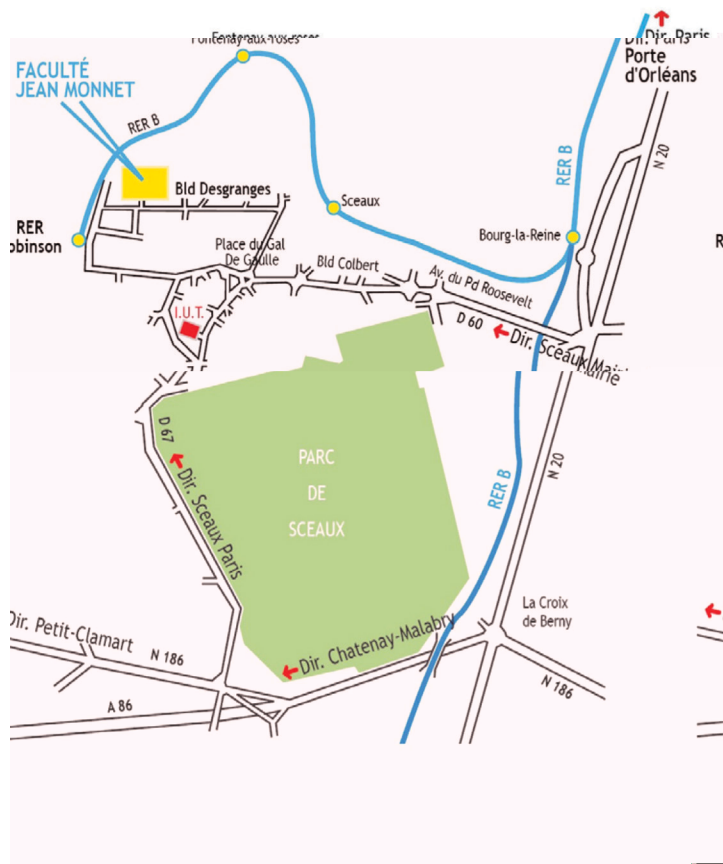 Dir. Paris
Porte
d'Orléans
Fontenay-aux-roses
FACULTÉ
JEAN MONNET
RER B
N 20
RER B
Bld Desgranges
Sceaux
RER
obinson
Place du Gal
De Gaulle
Bourg-la-Reine
R
Bld Colbert
Av. du Pd Roosevelt
I.U.T.
D 60
Dir. Sceaux Mairie
D 67
PARC
DE
SCEAUX
Dir. Sceaux Paris
N 20
RER B
La Croix
de Berny
Dir. Petit-Clamart
N 186
Dir. Chatenay-Malabry
N 186
A 86